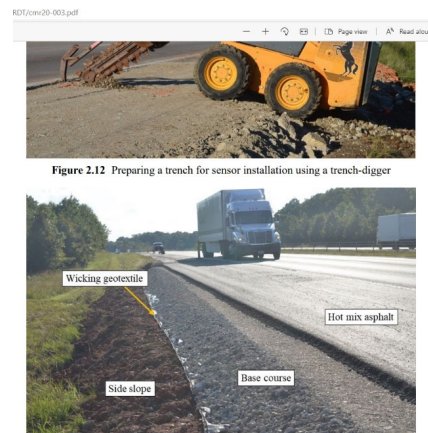 RDT/cmr20-003.pdf
Page view
Read alou
Figure 2.12 Preparing a trench for sensor installation using a trench-digger
Wicking geotextile
Hot mix asphalt
Base course
Side slope